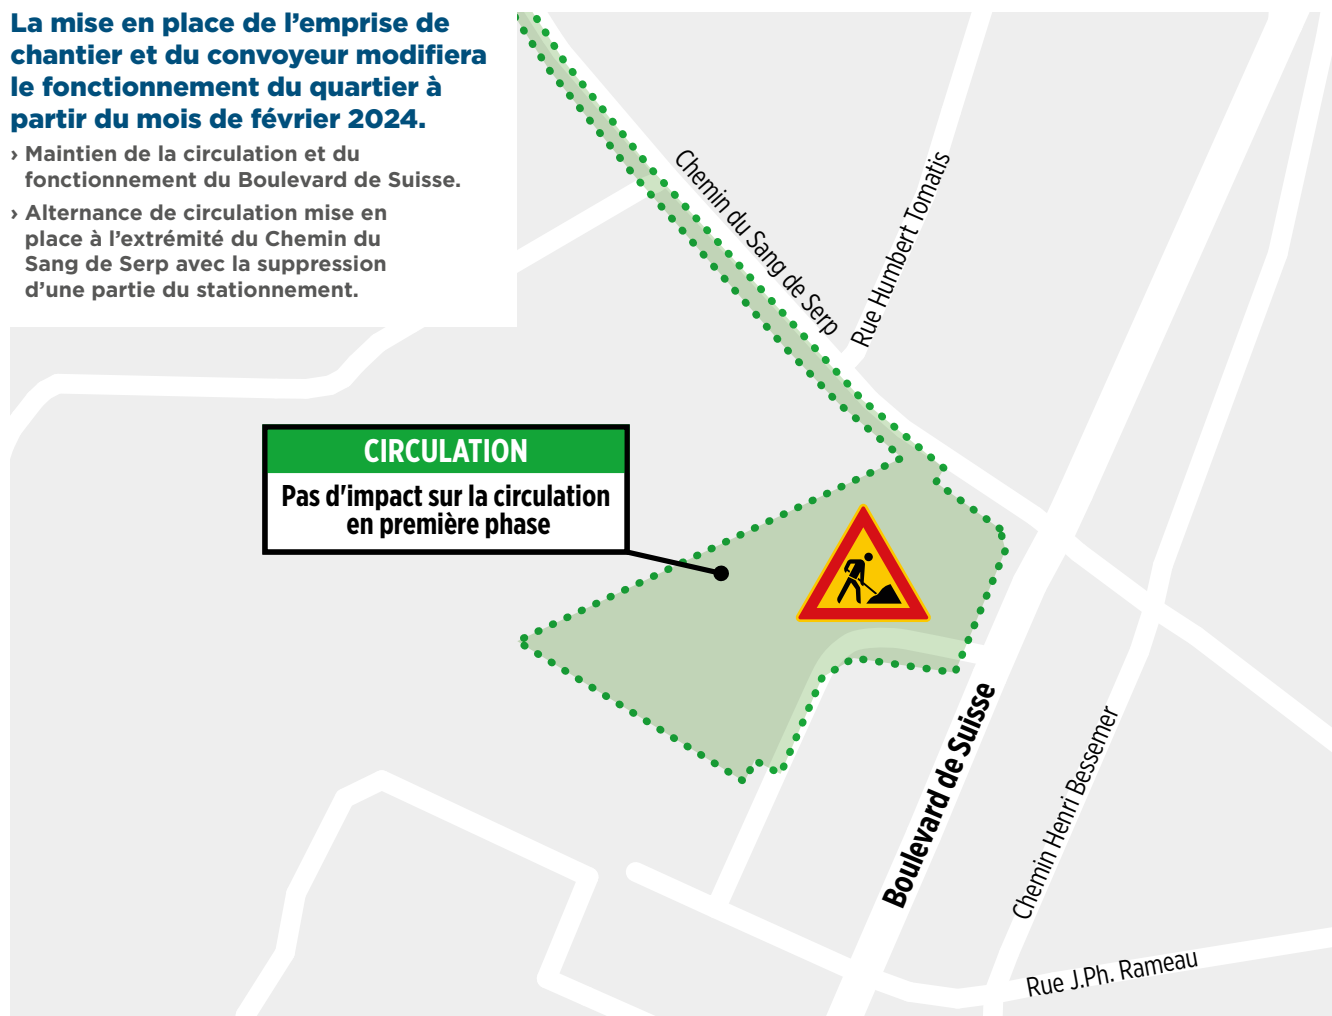 La mise en place de l’emprise de
chantier et du convoyeur modifiera
le fonctionnement du quartier à
partir du mois de février 2024.
› Maintien de la circulation et du
fonctionnement du Boulevard de Suisse.
› Alternance de circulation mise en
place à l’extrémité du Chemin du
Sang de Serp avec la suppression
d’une partie du stationnement.
Chemin du Sang de Serp
Rue Humbert Tomatis
CIRCULATION
Pas d'impact sur la circulation
en première phase
Boulevard de Suisse
Chemin Henri Bessemer
Rue J.Ph. Rameau